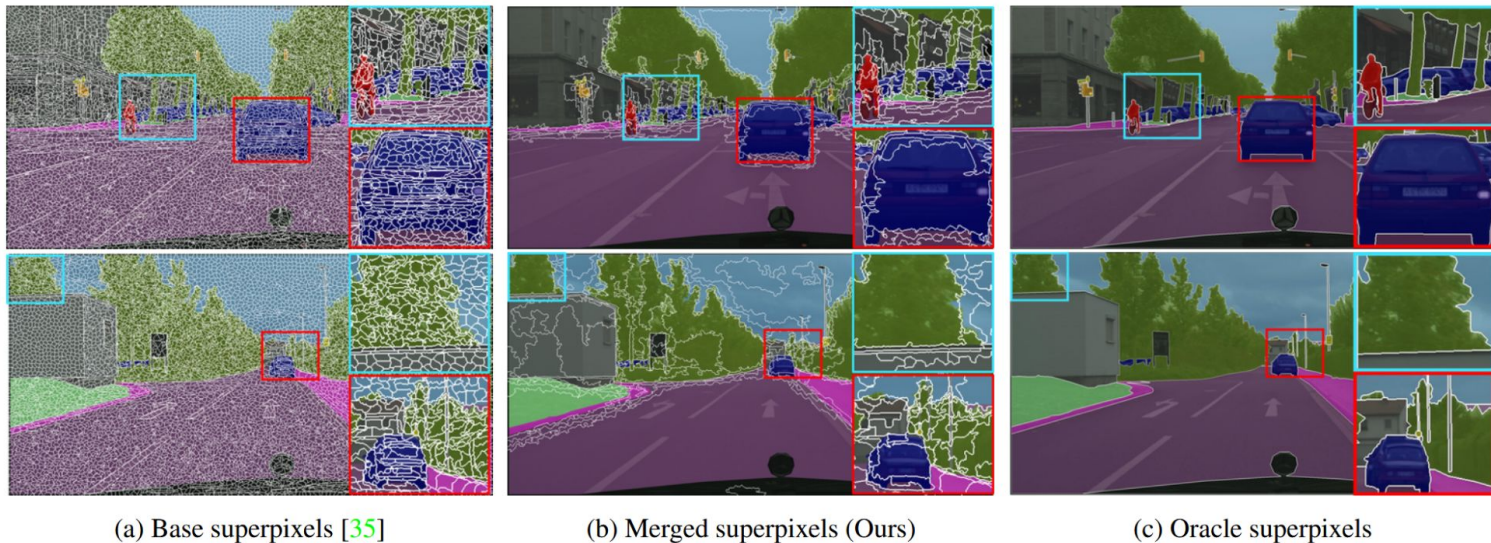 (a) Base superpixels [35]
(b) Merged superpixels (Ours)
(c) Oracle superpixels